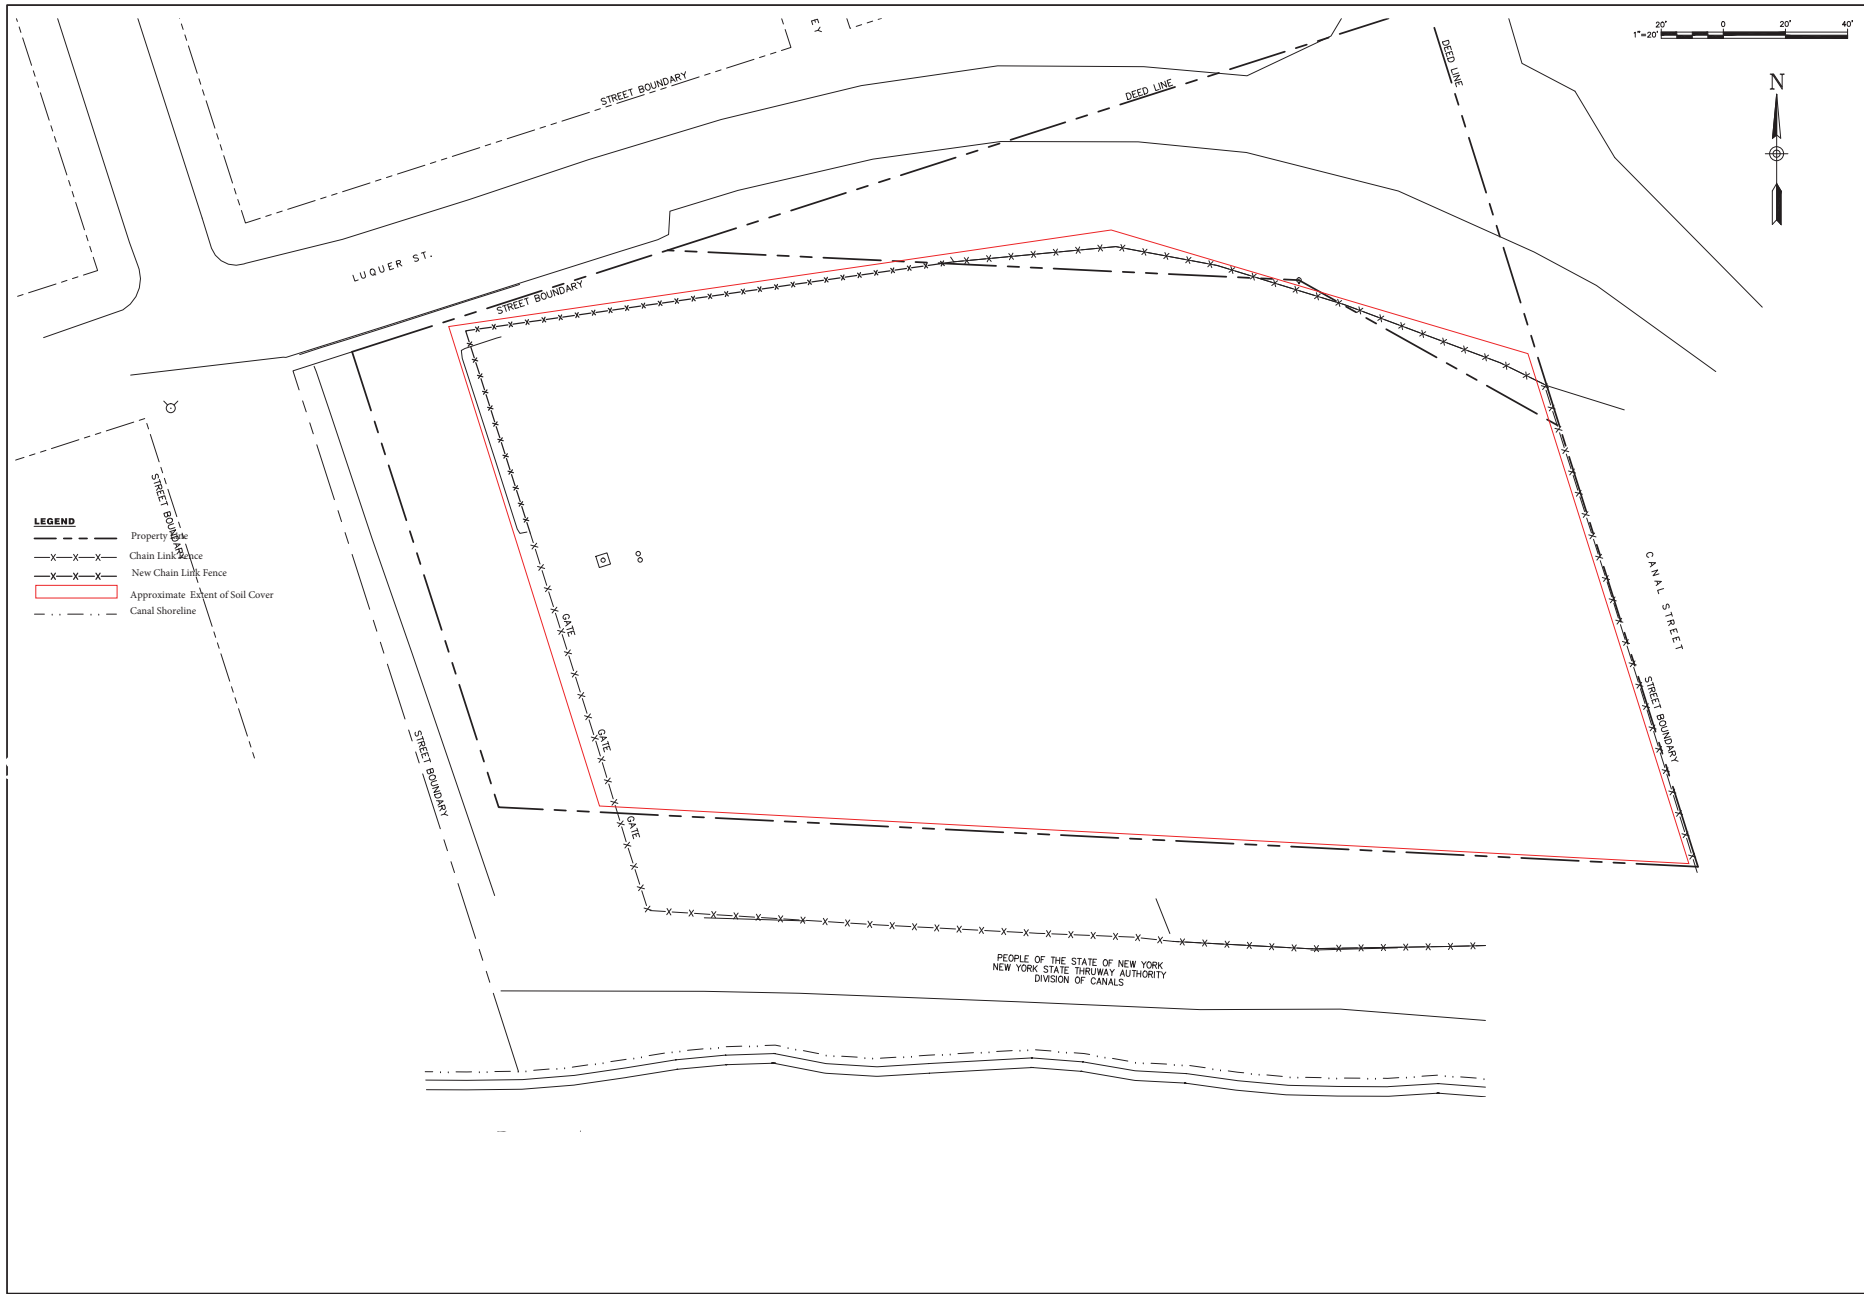 EY
20' 0 20' 40'
1"=20'
DEED LINE
STREET BOUNDARY
DEED LINE
N
LUQUER ST.
STREET BOUNDARY
STREET BOUNDARY
LEGEND
Property Line
Chain Link Fence
New Chain Link Fence
Approximate Extent of Soil Cover
Canal Shoreline
CANAL STREET
GATE
STREET BOUNDARY
GATE
STREET BOUNDARY
GATE
PEOPLE OF THE STATE OF NEW YORK
NEW YORK STATE THRUWAY AUTHORITY
DIVISION OF CANALS